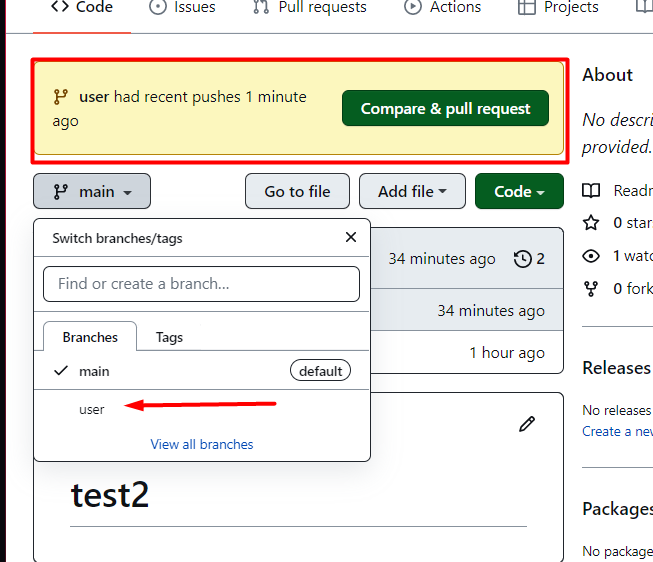 Code Issues Pull requests Actions Projects
user had recent pushes 1 minute
ago
Compare & pull request
main Go to file Add file Code
Switch branches/tags
Find or create a branch...
Branches Tags
main default
user
View all branches
34 minutes ago 2
34 minutes ago
1 hour ago
test2
About
No descri
provided.
Readm
0 star
1 watc
0 fork
Releases
No releases
Create a new
Packages
No package